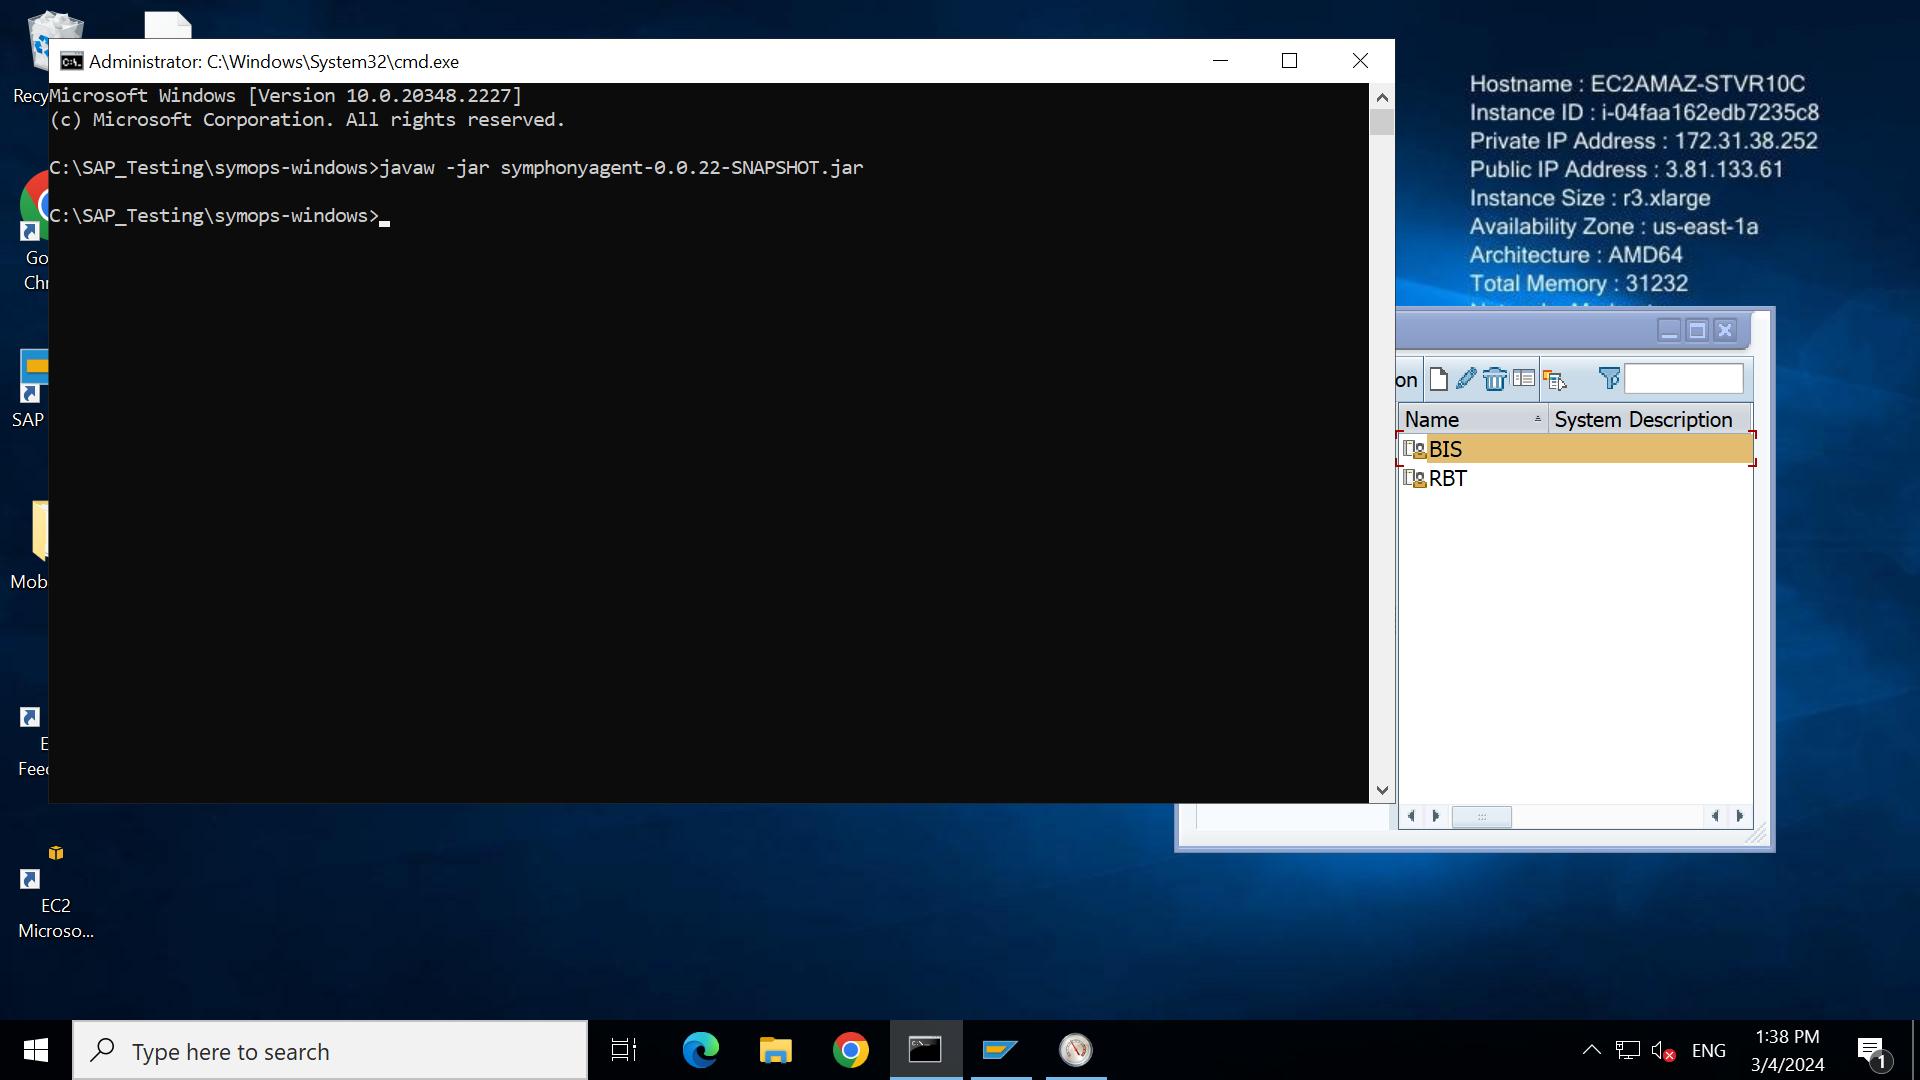 Administrator: C:\Windows\System32\cmd.exe
Microsoft Windows [Version 10.0.20348.2227]
(c) Microsoft Corporation. All rights reserved.
C:\SAP_Testing\symops-windows>javaw -jar symphonyagent-0.0.22-SNAPSHOT.jar
C:\SAP_Testing\symops-windows>
Recy
Go
Chr
SAP
Mob
E
Feed
EC2
Microso...
Hostname : EC2AMAZ-STVR10C
Instance ID : i-04faa162edb7235c8
Private IP Address : 172.31.38.252
Public IP Address : 3.81.133.61
Instance Size : r3.xlarge
Availability Zone : us-east-1a
Architecture : AMD64
Total Memory : 31232
on
Name System Description
BIS
RBT
Type here to search
ENG
1:38 PM
3/4/2024
1